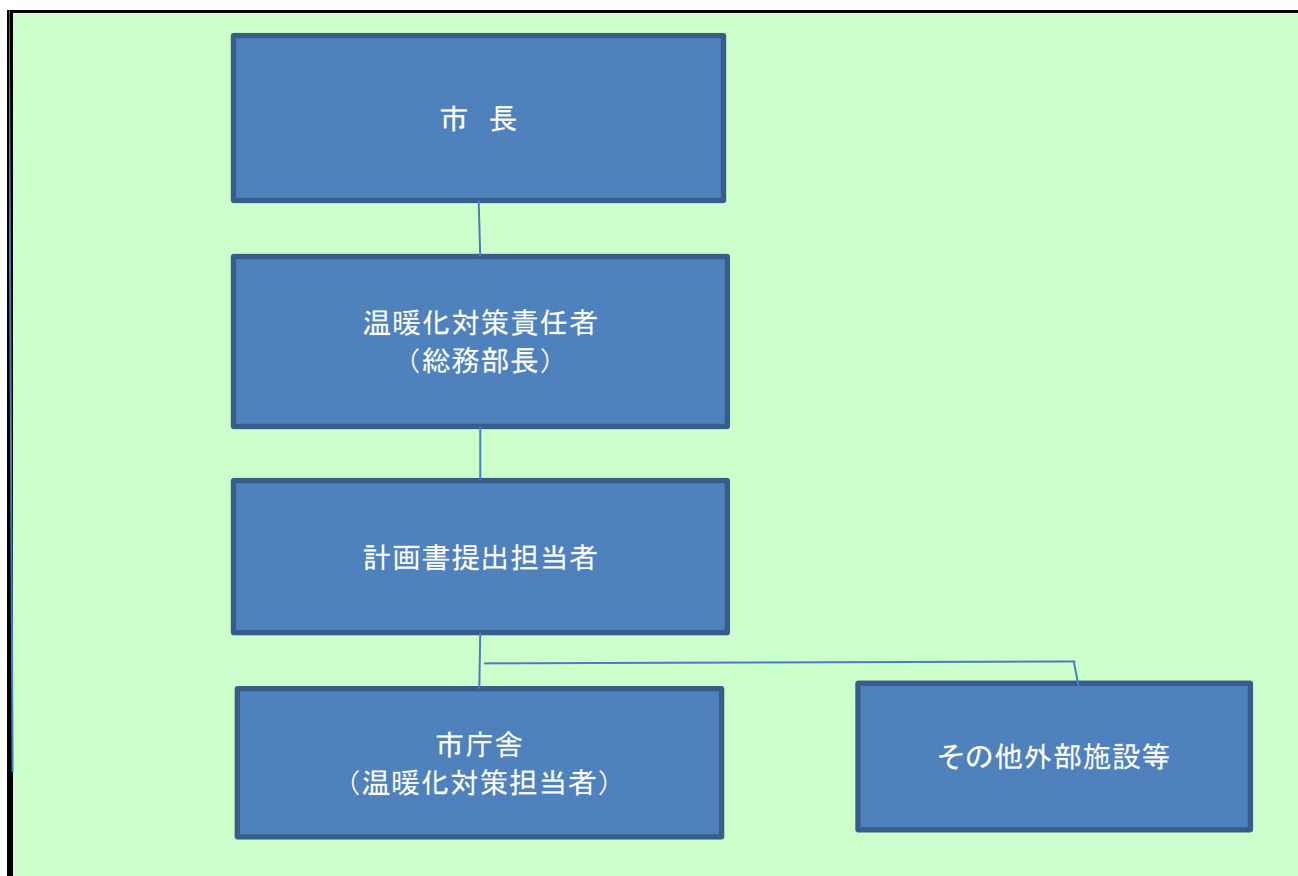 市 長
温暖化対策責任者
（総務部長）
計画書提出担当者
市庁舎
（温暖化対策担当者）
その他外部施設等